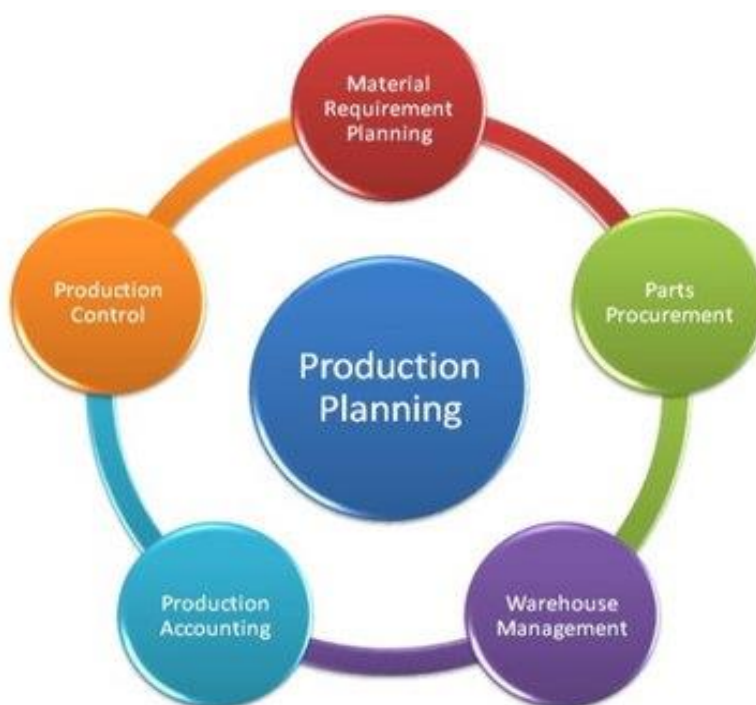 Material
Requirement
Planning
Parts
Procurement
Warehouse
Management
Production
Accounting
Production
Control
Production
Planning